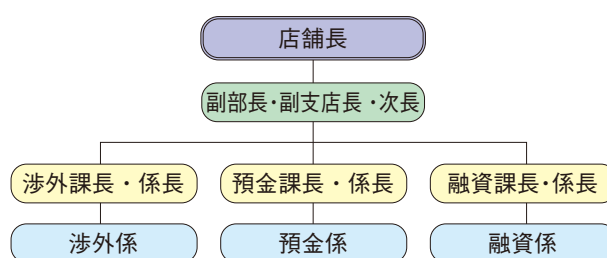 店舗長
副部長・副支店長・次長
渉外課長・係長
預金課長・係長
融資課長・係長
渉外係
預金係
融資係